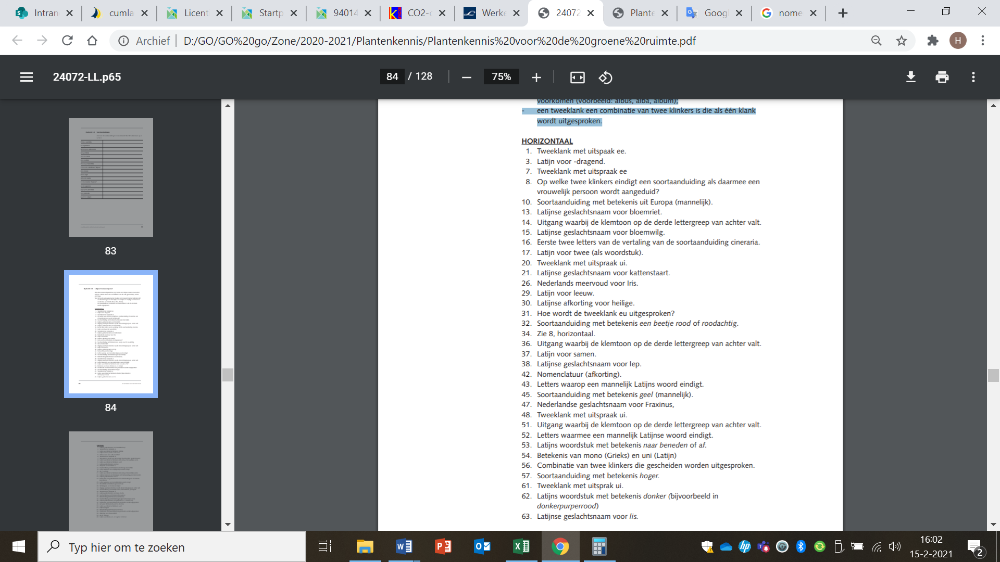 Intran
cumla
Licent
Startp
94014
CO2-c
Werke
24072
Plante
Googl
nome
Archief
D:/GO/GO%20go/Zone/2020-2021/Plantenkennis/Plantenkennis%20voor%20de%20groene%20ruimte.pdf
H
24072-LL.p65
84 / 128
75%
voorkomen (voorbeeld: albus, alba, album);
- een tweeklank een combinatie van twee klinkers is die als één klank
wordt uitgesproken.
HORIZONTAAL
1. Tweeklank met uitspaak ee.
3. Latijn voor -dragend.
7. Tweeklank met uitspraak ee
8. Op welke twee klinkers eindigt een soortaanduiding als daarmee een
vrouwelijk persoon wordt aangeduid?
10. Soortaanduiding met betekenis uit Europa (mannelijk).
13. Latijnse geslachtsnaam voor bloemriet.
14. Uitgang waarbij de klemtoon op de derde lettergreep van achter valt.
15. Latijnse geslachtsnaam voor bloemwilg.
16. Eerste twee letters van de vertaling van de soortaanduiding cineraria.
17. Latijn voor twee (als woordstuk).
20. Tweeklank met uitspraak ui.
21. Latijnse geslachtsnaam voor kattenstaart.
26. Nederlands meervoud voor Iris.
29. Latijn voor leeuw.
30. Latijnse afkorting voor heilige.
31. Hoe wordt de tweeklank eu uitgesproken?
32. Soortaanduiding met betekenis een beetje rood of roodachtig.
34. Zie 8, horizontaal.
36. Uitgang waarbij de klemtoon op de derde lettergreep van achter valt.
37. Latijn voor samen.
38. Latijnse geslachtsnaam voor Iep.
42. Nomenclatuur (afkorting).
43. Letters waarop een mannelijk Latijns woord eindigt.
45. Soortaanduiding met betekenis geel (mannelijk).
47. Nederlandse geslachtsnaam voor Fraxinus,
48. Tweeklank met uitspraak ui.
51. Uitgang waarbij de klemtoon op de derde lettergreep van achter valt.
52. Letters waarmee een mannelijk Latijnse woord eindigt.
53. Latijns woordstuk met betekenis naar beneden of af.
54. Betekenis van mono (Grieks) en uni (Latijn)
56. Combinatie van twee klinkers die gescheiden worden uitgesproken.
57. Soortaanduiding met betekenis hoger.
61. Tweeklank met uitsprak ui.
62. Latijns woordstuk met betekenis donker (bijvoorbeeld in
donkerpurperrood)
63. Latijnse geslachtsnaam voor lis.
83
84
Typ hier om te zoeken
16:02
15-2-2021
2